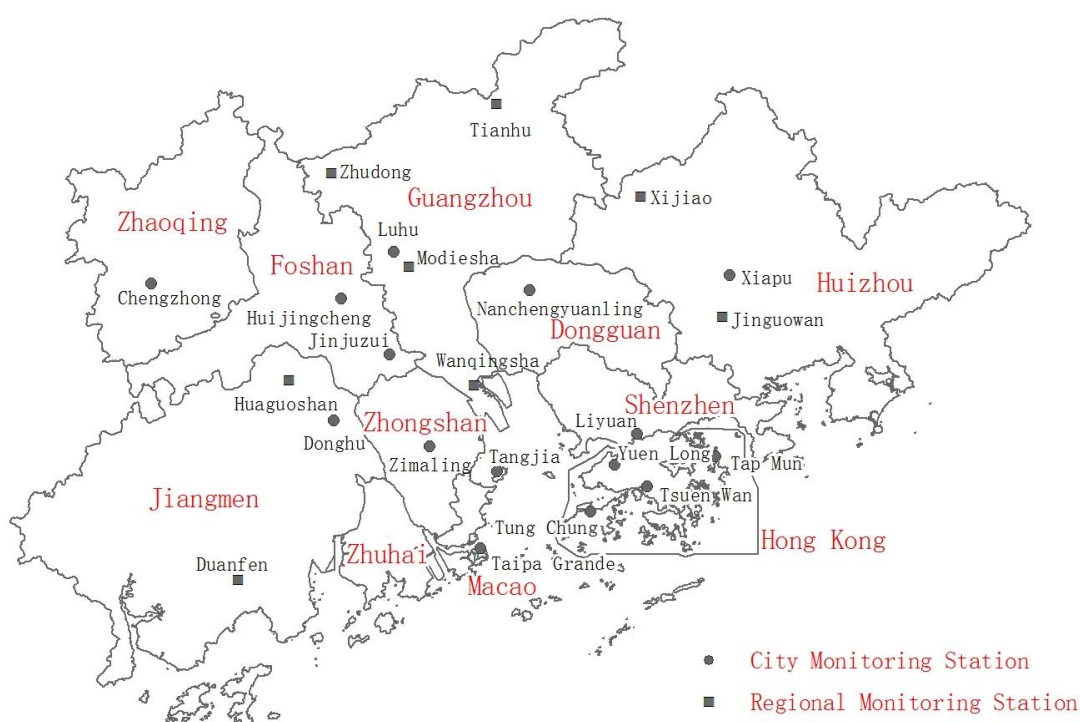 Tianhu
Zhudong
Xijiao
Guangzhou
Zhaoqing
Luhu
Modiesha
Foshan
Xiapu
Huizhou
Chengzhong
Nanchengyuanling
Huijingcheng
Jinguowan
Dongguan
Jinjuzui
Wanqingsha
Huaguoshan
Shenzhen
Zhongshan
Liyuan
Donghu
Yuen Long
Tangjia
Tap Mun
Zimaling
Jiangmen
Tsuen Wan
Tung Chung
Hong Kong
Zhuhai
Duanfen
Taipa Grande
Macao
City Monitoring Station
Regional Monitoring Station